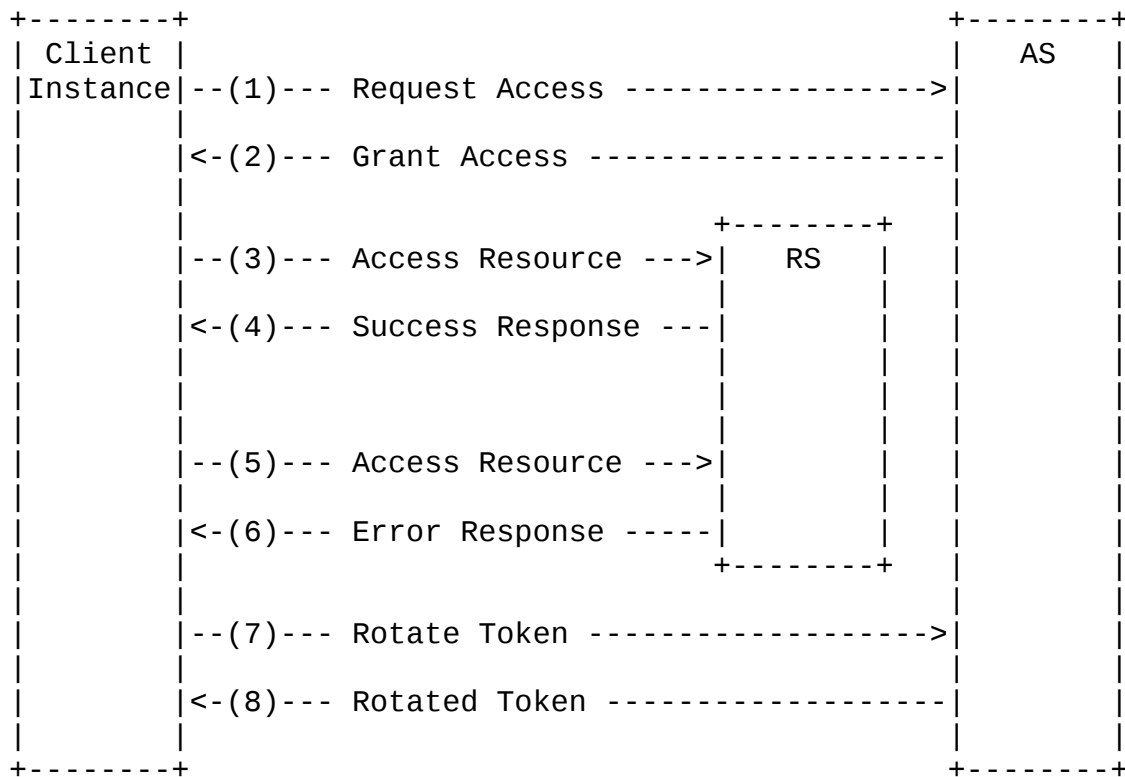 +--------+                                          +--------+
| Client |                                          |   AS   |
|Instance|--(1)--- Request Access ----------------->|        |
|        |                                          |        |
|        |<-(2)--- Grant Access --------------------|        |
|        |                                          |        |
|        |                             +--------+   |        |
|        |--(3)--- Access Resource --->|   RS   |   |        |
|        |                             |        |   |        |
|        |<-(4)--- Success Response ---|        |   |        |
|        |                             |        |   |        |
|        |                             |        |   |        |
|        |                             |        |   |        |
|        |--(5)--- Access Resource --->|        |   |        |
|        |                             |        |   |        |
|        |<-(6)--- Error Response -----|        |   |        |
|        |                             +--------+   |        |
|        |                                          |        |
|        |--(7)--- Rotate Token ------------------->|        |
|        |                                          |        |
|        |<-(8)--- Rotated Token -------------------|        |
|        |                                          |        |
+--------+                                          +--------+